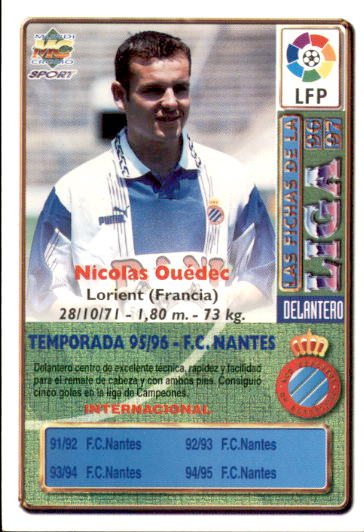 MUNDI
MC
CROMO
SPORT
LFP
LAS FICHAS DE LA
LIGA
96
97
DELANTERO
Nicolas Ouédec
Lorient (Francia)
28/10/71 - 1,80 m. - 73 kg.
TEMPORADA 95/96 - F.C. NANTES
Delantero centro de excelente técnica, rapidez y facilidad
para el remate de cabeza y con ambos pies. Consiguió
cinco goles en la liga de Campeones.
INTERNACIONAL
91/92 F.C.Nantes 92/93 F.C.Nantes
93/94 F.C.Nantes 94/95 F.C.Nantes